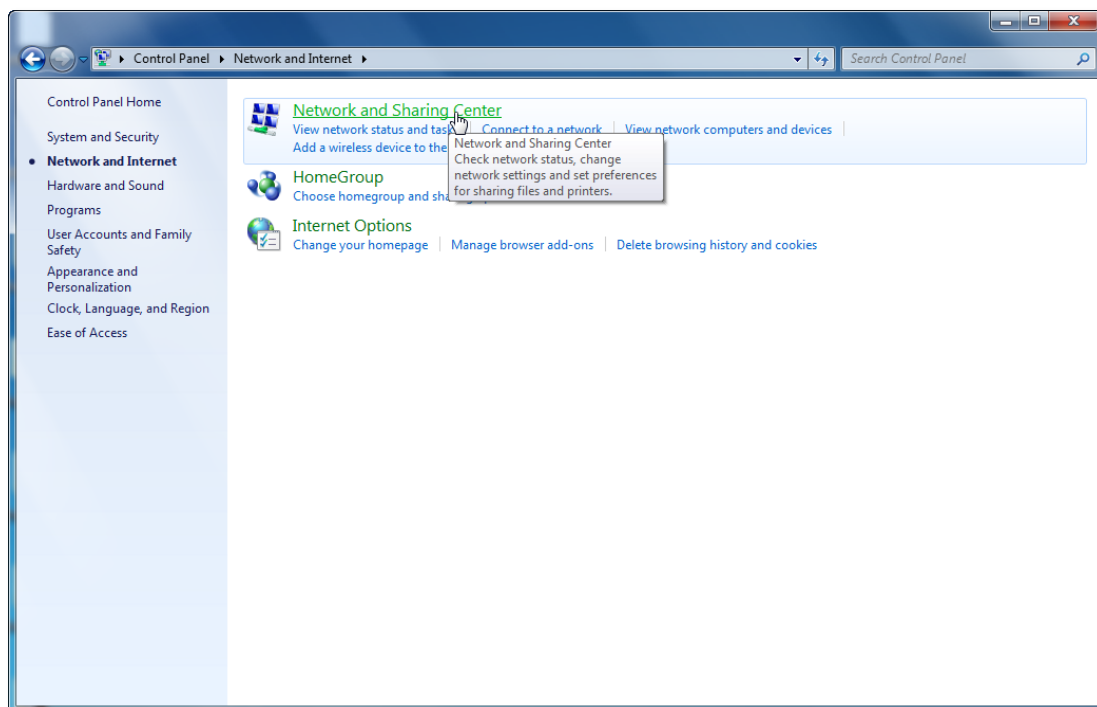 Control Panel Network and Internet Search Control Panel
Control Panel Home
System and Security
Network and Internet
Hardware and Sound
Programs
User Accounts and Family
Safety
Appearance and
Personalization
Clock, Language, and Region
Ease of Access
Network and Sharing Center
View network status and Connect to a network View network computers and devices
Add a wireless device to the
Network and Sharing Center
Check network status, change
network settings and set preferences
for sharing files and printers.
HomeGroup
Choose homegroup and
Internet Options
Change your homepage Manage browser add-ons Delete browsing history and cookies